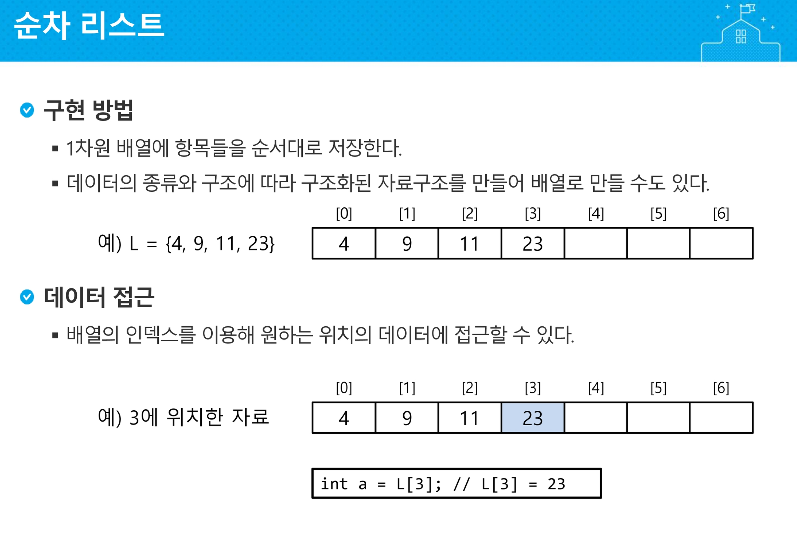 순차 리스트
구현 방법
1차원 배열에 항목들을 순서대로 저장한다.
데이터의 종류와 구조에 따라 구조화된 자료구조를 만들어 배열로 만들 수도 있다.
[0] [1] [2] [3] [4] [5] [6]
예) L = {4, 9, 11, 23} 4 9 11 23
데이터 접근
배열의 인덱스를 이용해 원하는 위치의 데이터에 접근할 수 있다.
[0] [1] [2] [3] [4] [5] [6]
예) 3에 위치한 자료 4 9 11 23
int a = L[3]; // L[3] = 23